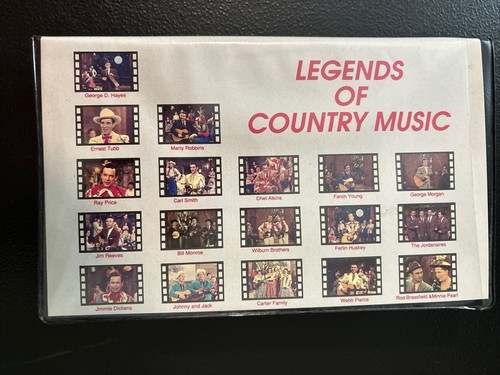 LEGENDS
OF
COUNTRY MUSIC
George D. Hayes
Ernest Tubb
Marty Robbins
Ray Price
Carl Smith
Chet Atkins
Faron Young
George Morgan
Jim Reeves
Bill Monroe
Wilburn Brothers
Ferlin Huskey
The Jordanaires
Jimmie Dickens
Johnny and Jack
Carter Family
Webb Pierce
Rod Brassfield &Minnie Pearl